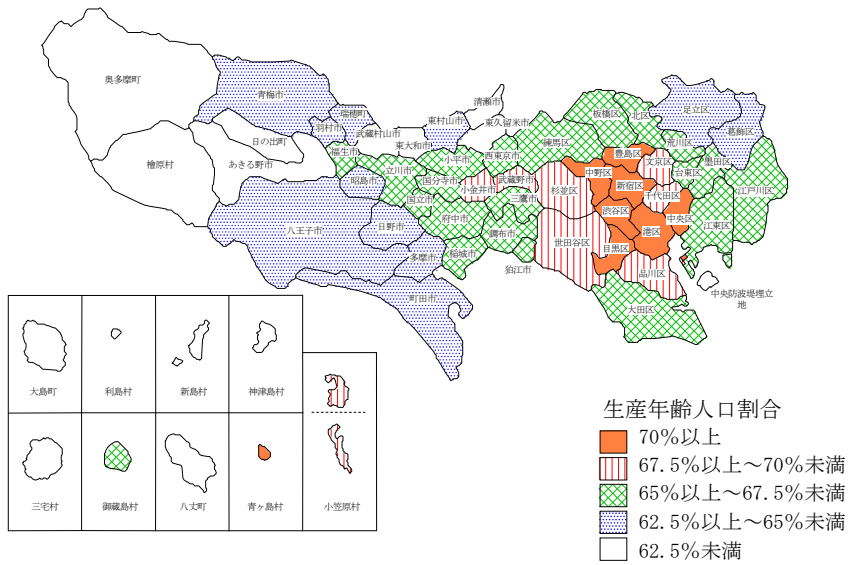 奥多摩町
青梅市
瑞穂町
羽村市
日の出町
武蔵村山市
檜原村
あきる野市
福生市
東大和市
東村山市
清瀬市
東久留米市
昭島市
立川市
小平市
西東京市
国分寺市
小金井市
武蔵野市
国立市
三鷹市
府中市
調布市
八王子市
日野市
多摩市
稲城市
狛江市
町田市
練馬区
板橋区
北区
足立区
葛飾区
荒川区
豊島区
文京区
台東区
墨田区
江戸川区
中野区
杉並区
新宿区
千代田区
渋谷区
中央区
江東区
港区
世田谷区
目黒区
品川区
大田区
中央防波堤埋立
地
大島町
利島村
新島村
神津島村
三宅村
御蔵島村
八丈町
青ヶ島村
小笠原村
生産年齢人口割合
70%以上
67.5%以上～70%未満
65%以上～67.5%未満
62.5%以上～65%未満
62.5%未満